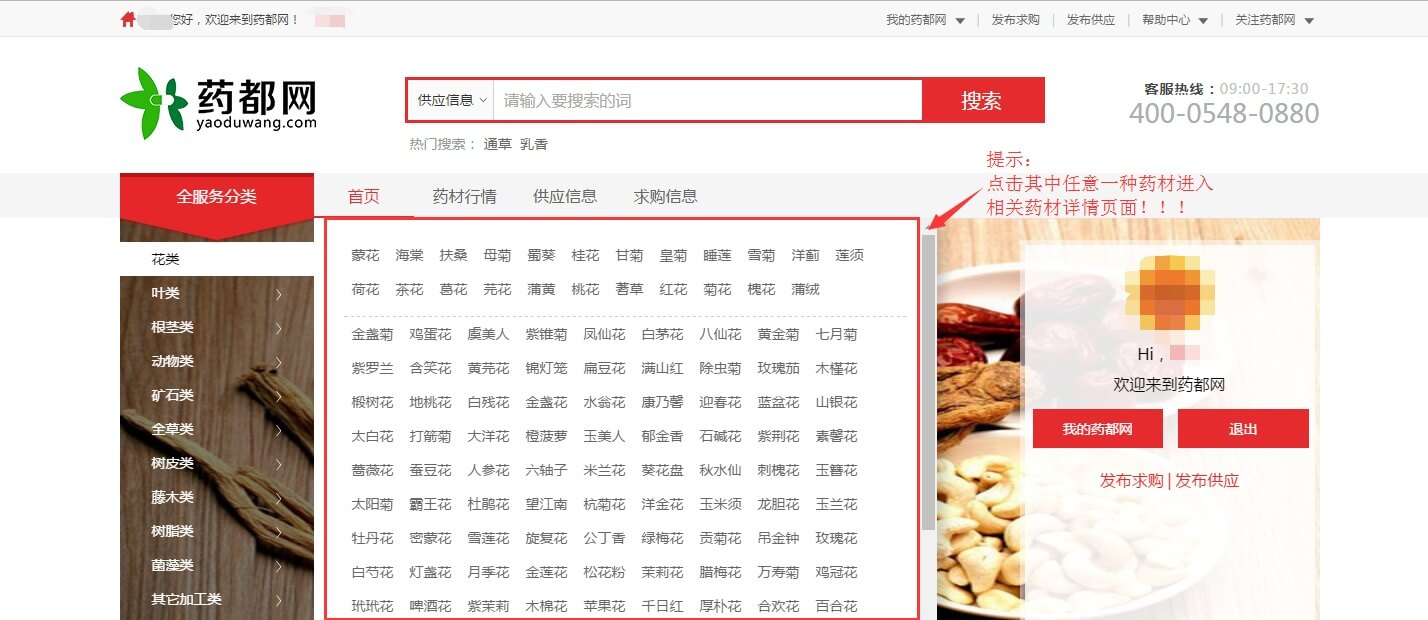 您好，欢迎来到药都网！
我的药都网 | 发布求购 | 发布供应 | 帮助中心 | 关注药都网
药都网
yaoduwang.com
供应信息 请输入要搜索的词 搜索
热门搜索： 通草 乳香
客服热线：09:00-17:30
400-0548-0880
提示：
点击其中任意一种药材进入
相关药材详情页面！！！
全服务分类 首页 药材行情 供应信息 求购信息
花类
叶类
根茎类
动物类
矿石类
全草类
树皮类
藤木类
树脂类
菌藻类
其它加工类
蒙花 海棠 扶桑 母菊 蜀葵 桂花 甘菊 皇菊 睡莲 雪菊 洋蓟 莲须
荷花 茶花 葛花 芫花 蒲黄 桃花 蓍草 红花 菊花 槐花 蒲绒
金盏菊 鸡蛋花 虞美人 紫锥菊 凤仙花 白茅花 八仙花 黄金菊 七月菊
紫罗兰 含笑花 黄芫花 锦灯笼 扁豆花 满山红 除虫菊 玫瑰茄 木槿花
椴树花 地桃花 白残花 金盏花 水翁花 康乃馨 迎春花 蓝盆花 山银花
太白花 打箭菊 大洋花 橙菠萝 玉美人 郁金香 石碱花 紫荆花 素馨花
蔷薇花 蚕豆花 人参花 六轴子 米兰花 葵花盘 秋水仙 刺槐花 玉簪花
太阳菊 霸王花 杜鹃花 望江南 杭菊花 洋金花 玉米须 龙胆花 玉兰花
牡丹花 密蒙花 雪莲花 旋复花 公丁香 绿梅花 贡菊花 吊金钟 玫瑰花
白芍花 灯盏花 月季花 金莲花 松花粉 茉莉花 腊梅花 万寿菊 鸡冠花
玳玳花 啤酒花 紫茉莉 木棉花 苹果花 千日红 厚朴花 合欢花 百合花
Hi，
欢迎来到药都网
我的药都网 退出
发布求购 | 发布供应